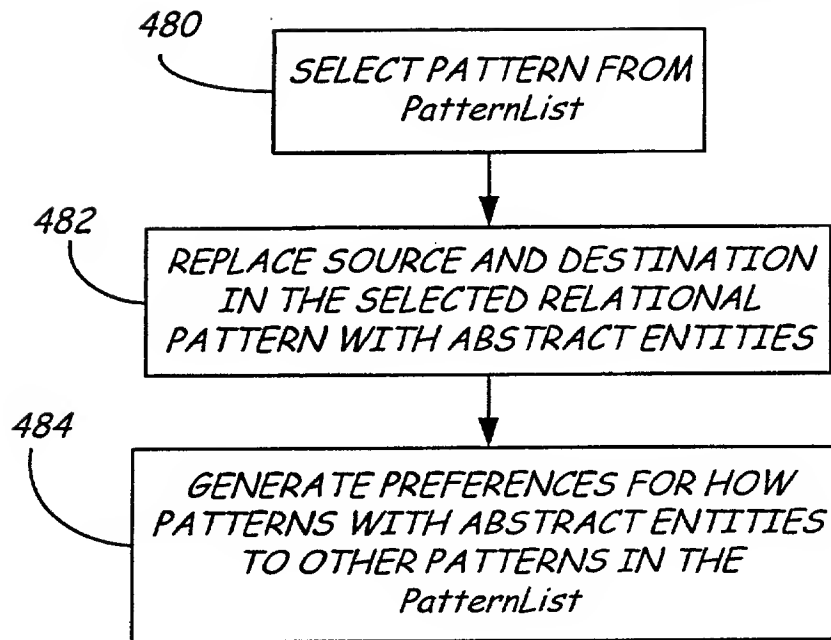 480
SELECT PATTERN FROM
PatternList
482
REPLACE SOURCE AND DESTINATION
IN THE SELECTED RELATIONAL
PATTERN WITH ABSTRACT ENTITIES
484
GENERATE PREFERENCES FOR HOW
PATTERNS WITH ABSTRACT ENTITIES
TO OTHER PATTERNS IN THE
PatternList